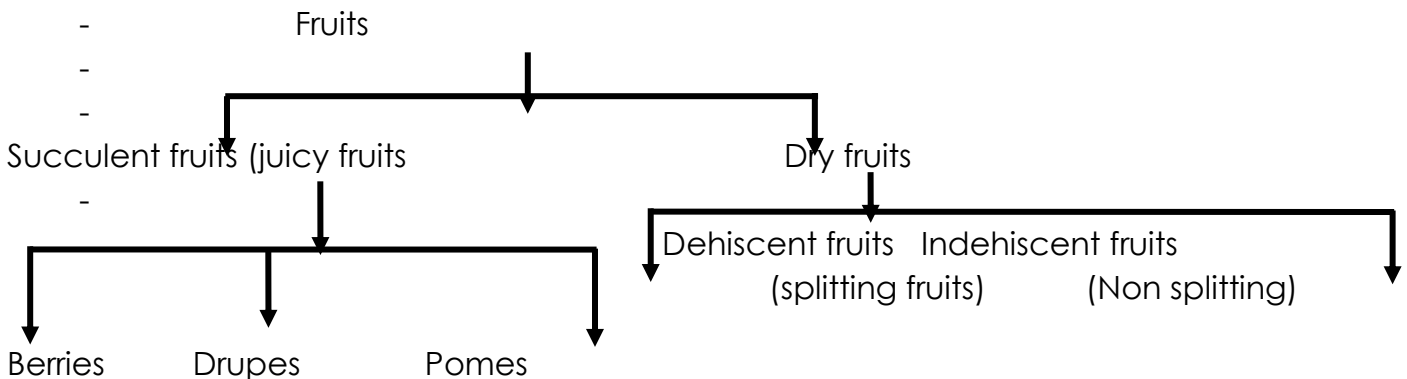 - Fruits
-
-
Succulent fruits (juicy fruits Dry fruits
-
Dehiscent fruits Indehiscent fruits
(splitting fruits) (Non splitting)
Berries Drupes Pomes